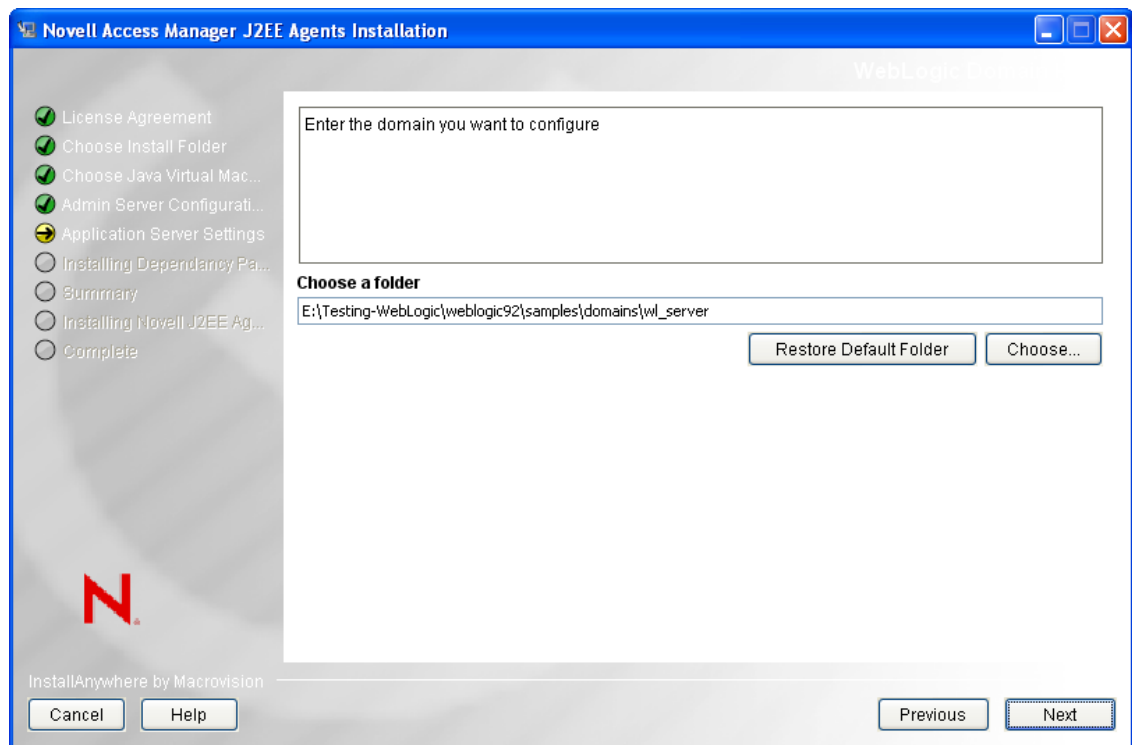 Novell Access Manager J2EE Agents Installation
WebLogic
License Agreement
Choose Install Folder
Choose Java Virtual Mac...
Admin Server Configurati...
Application Server Settings
Installing Dependancy Pa...
Summary
Installing Novell J2EE Ag...
Complete
Enter the domain you want to configure
Choose a folder
E:\Testing-WebLogic\weblogic92\samples\domains\wl_server
Restore Default Folder
Choose...
N
InstallAnywhere by Macrovision
Cancel
Help
Previous
Next